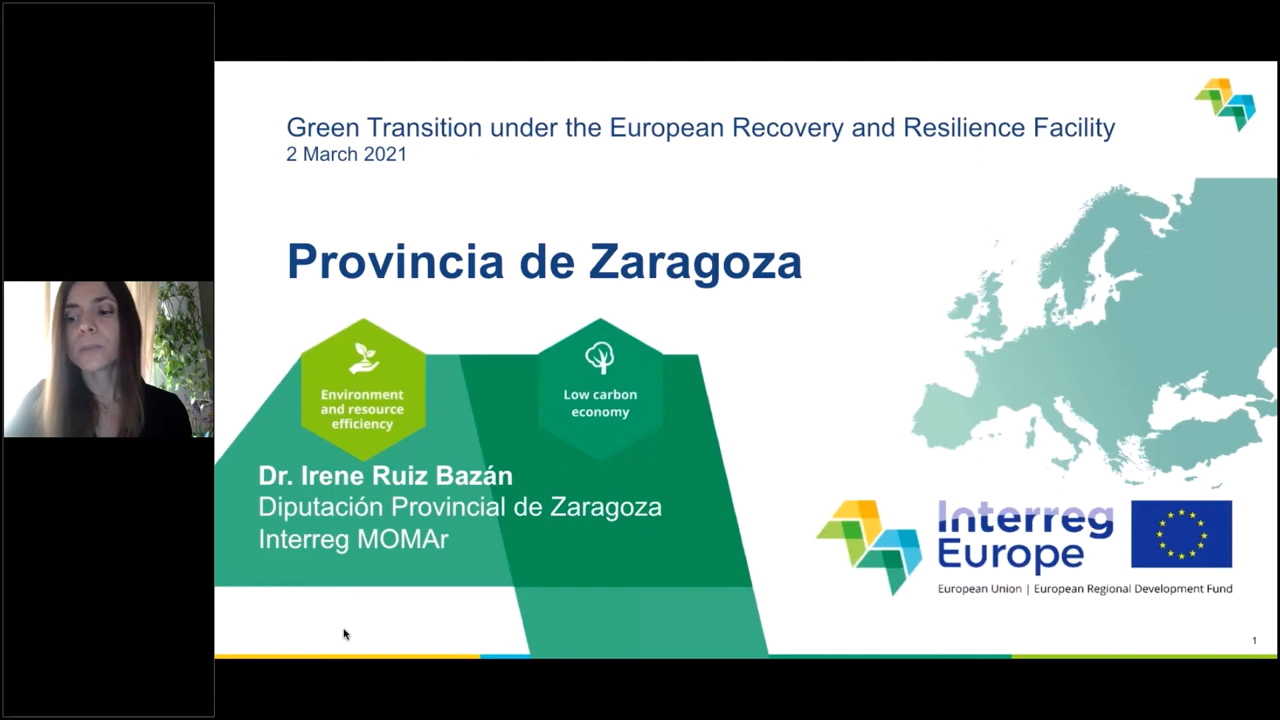 Green Transition under the European Recovery and Resilience Facility
2 March 2021
Provincia de Zaragoza
Environment
and resource
efficiency
Low carbon
economy
Dr. Irene Ruiz Bazán
Diputación Provincial de Zaragoza
Interreg MOMAr
Interreg
Europe
European Union | European Regional Development Fund
1